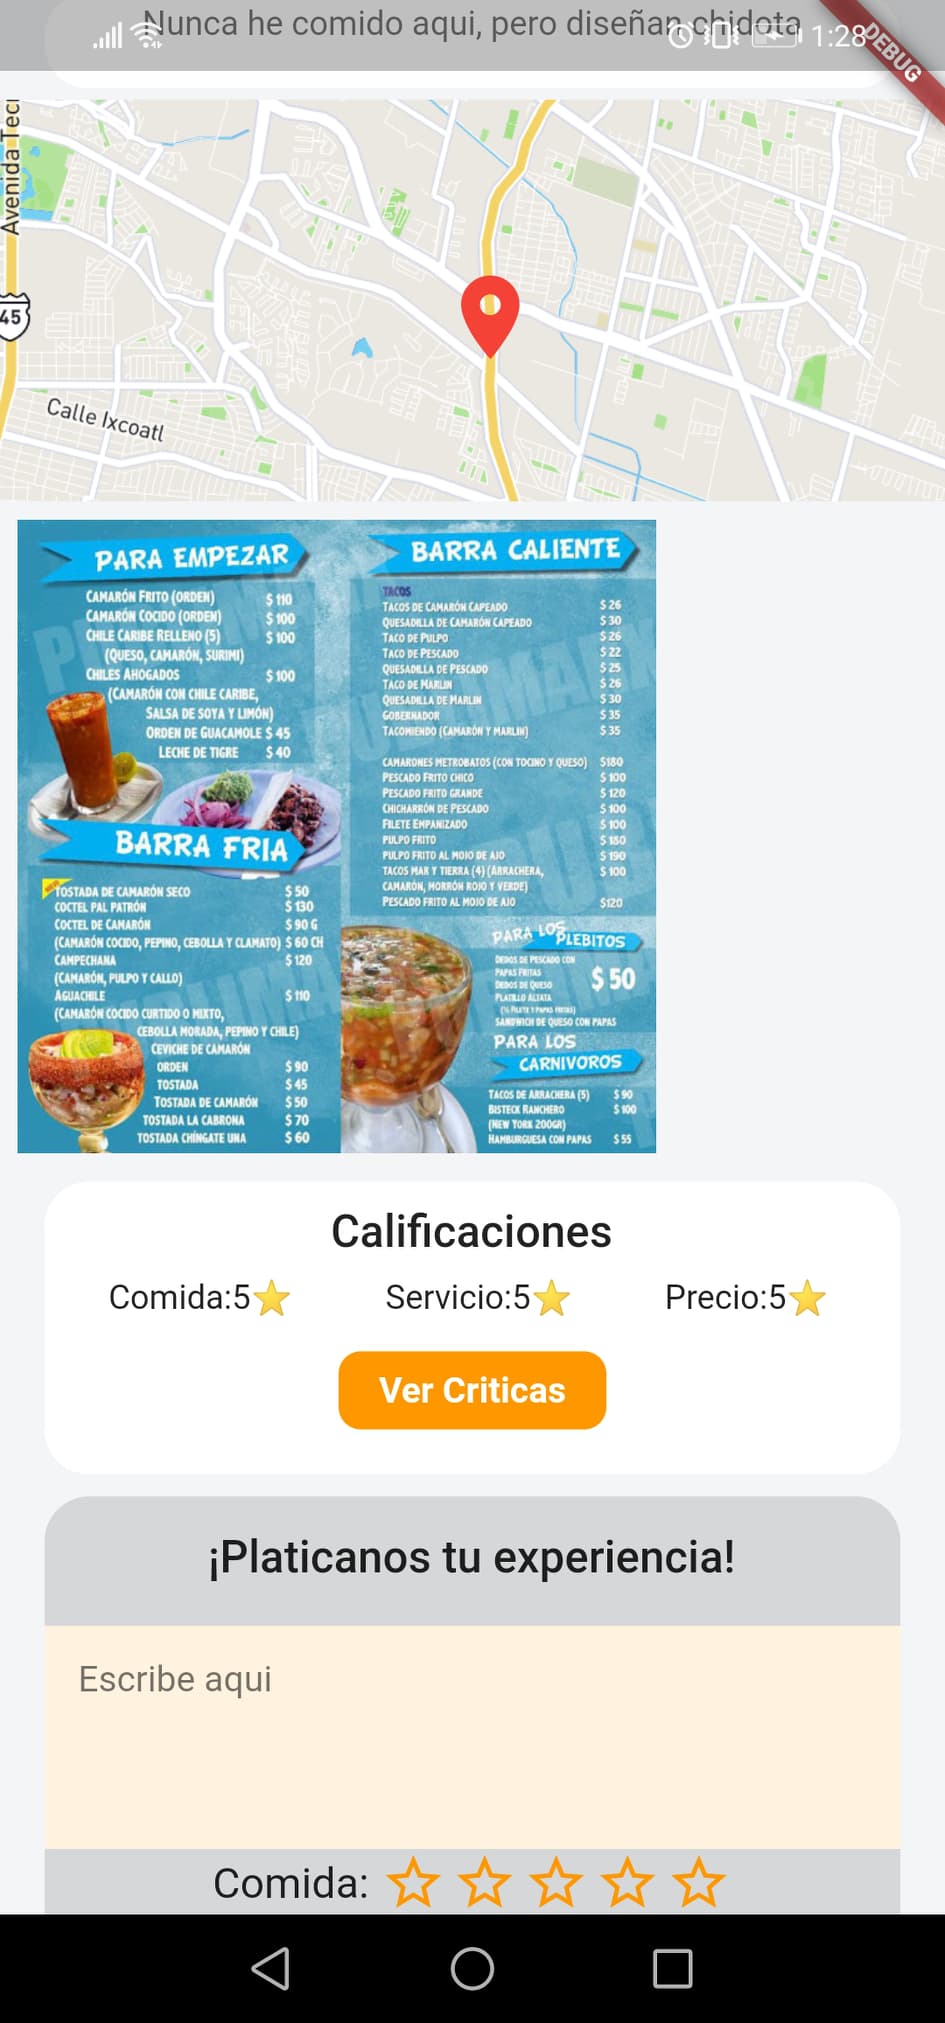 Nunca he comido aqui, pero diseñan chidota
1:28
DEBUG
Avenida Tec
45
Calle Ixcoatl
PARA EMPEZAR
CAMARÓN FRITO (ORDEN) $ 110
CAMARÓN COCIDO (ORDEN) $ 100
CHILE CARIBE RELLENO (5) $ 100
(QUESO, CAMARÓN, SURIMI)
CHILES AHOGADOS $ 100
(CAMARÓN CON CHILE CARIBE,
SALSA DE SOYA Y LIMÓN)
ORDEN DE GUACAMOLE $ 45
LECHE DE TIGRE $ 40
BARRA FRIA
TOSTADA DE CAMARÓN SECO $ 50
COCTEL PAL PATRÓN $ 130
COCTEL DE CAMARÓN $ 90 G
(CAMARÓN COCIDO, PEPINO, CEBOLLA Y CLAMATO) $ 60 CH
CAMPECHANA $ 120
(CAMARÓN, PULPO Y CALLO)
AGUACHILE $ 110
(CAMARÓN COCIDO CURTIDO O MIXTO,
CEBOLLA MORADA, PEPINO Y CHILE)
CEVICHE DE CAMARÓN
ORDEN $ 90
TOSTADA $ 45
TOSTADA DE CAMARÓN $ 50
TOSTADA LA CABRONA $ 70
TOSTADA CHÍNGATE UNA $ 60
BARRA CALIENTE
TACOS
TACOS DE CAMARÓN CAPEADO $ 26
QUESADILLA DE CAMARÓN CAPEADO $ 30
TACO DE PULPO $ 26
TACO DE PESCADO $ 22
QUESADILLA DE PESCADO $ 25
TACO DE MARLIN $ 26
QUESADILLA DE MARLIN $ 30
GOBERNADOR $ 35
TACOMIENDO (CAMARÓN Y MARLIN) $ 35
CAMARONES METROBATOS (CON TOCINO Y QUESO) $180
PESCADO FRITO CHICO $ 100
PESCADO FRITO GRANDE $ 120
CHICHARRÓN DE PESCADO $ 100
FILETE EMPANIZADO $ 100
PULPO FRITO $ 180
PULPO FRITO AL MOJO DE AJO $ 190
TACOS MAR Y TIERRA (4) (ARRACHERA, $ 100
CAMARÓN, MORRÓN ROJO Y VERDE)
PESCADO FRITO AL MOJO DE AJO $120
PARA LOS
PLEBITOS
DEDOS DE PESCADO CON
PAPAS FRITAS
DEDOS DE QUESO
$ 50
PLATILLO ALTATA
(½ FILETE Y PAPAS FRITAS)
SANDWICH DE QUESO CON PAPAS
PARA LOS
CARNIVOROS
TACOS DE ARRACHERA (5) $ 90
BISTECK RANCHERO $ 100
(NEW YORK 200GR)
HAMBURGUESA CON PAPAS $ 55
Calificaciones
Comida:5 Servicio:5 Precio:5
Ver Criticas
¡Platicanos tu experiencia!
Escribe aqui
Comida: